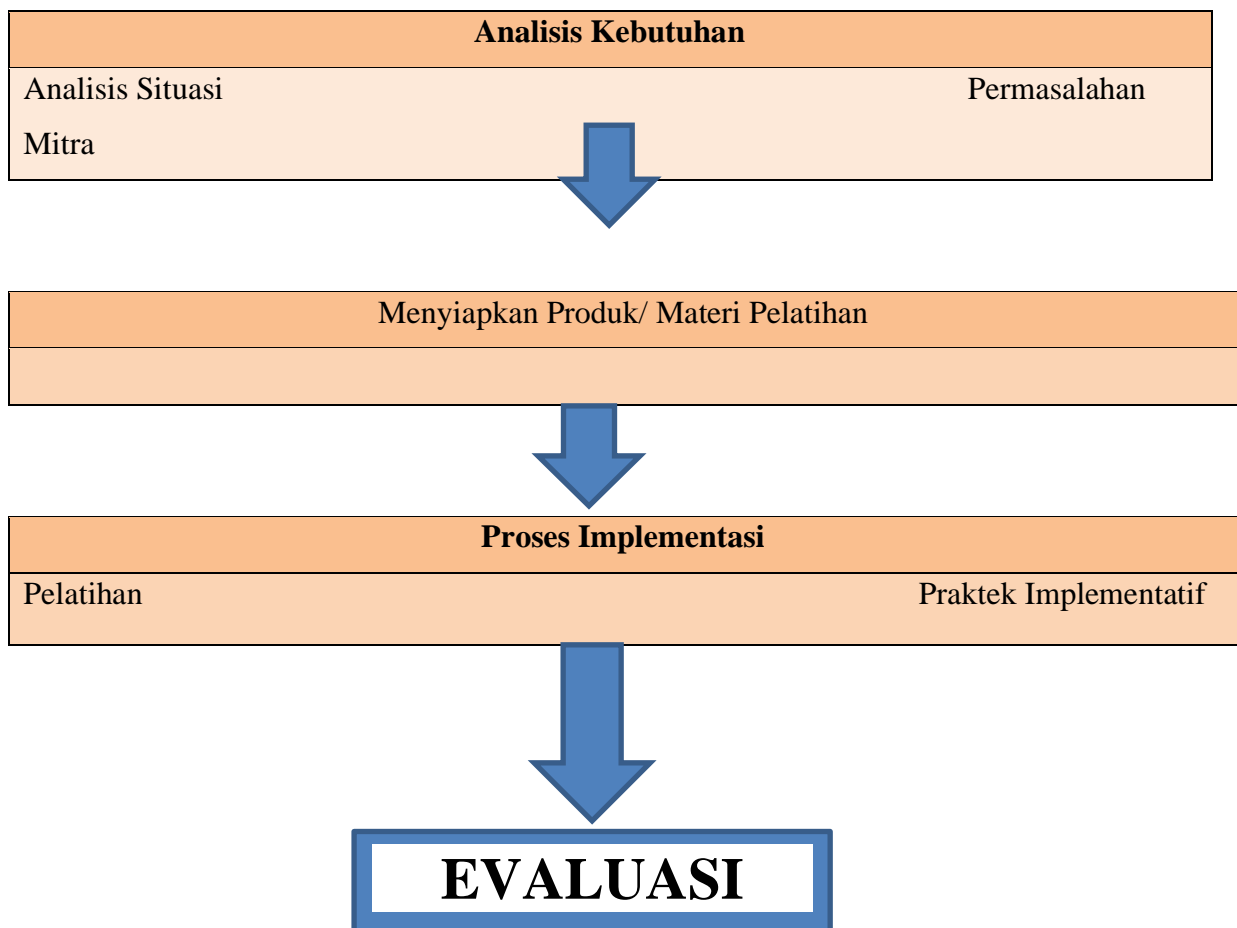 Analisis Kebutuhan
Analisis Situasi Permasalahan
Mitra
Menyiapkan Produk/ Materi Pelatihan
Proses Implementasi
Pelatihan Praktek Implementatif
EVALUASI